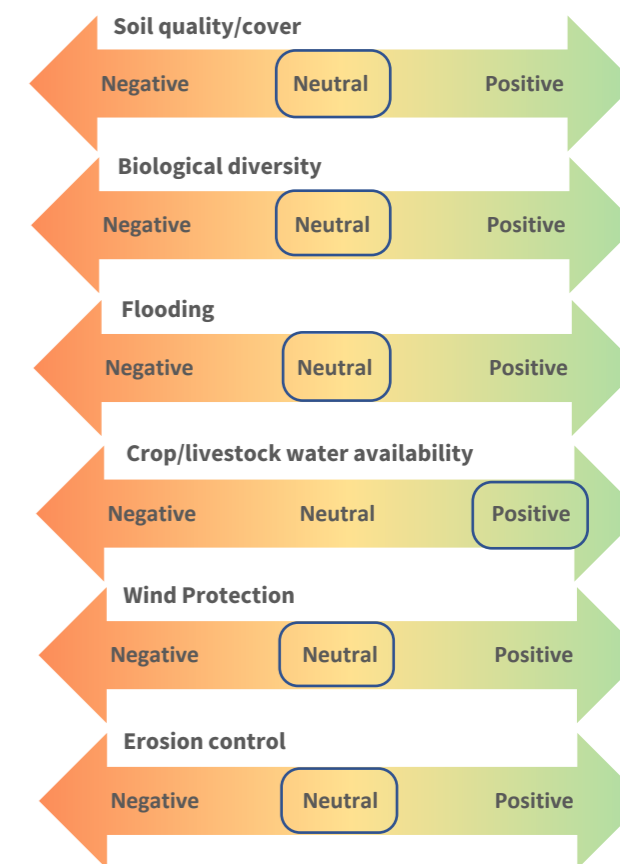 Soil quality/cover
Negative Neutral Positive
Biological diversity
Negative Neutral Positive
Flooding
Negative Neutral Positive
Crop/livestock water availability
Negative Neutral Positive
Wind Protection
Negative Neutral Positive
Erosion control
Negative Neutral Positive